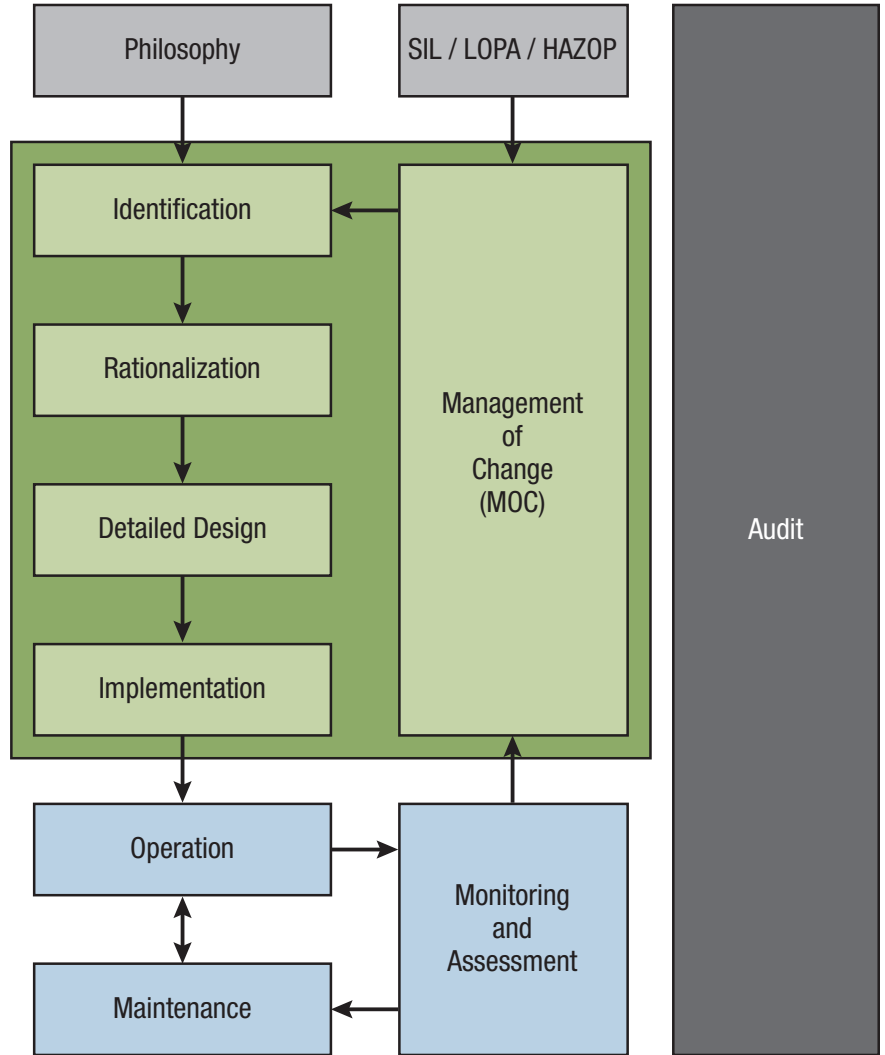 Philosophy
SIL / LOPA / HAZOP
Identification
Rationalization
Management
of
Change
(MOC)
Detailed Design
Audit
Implementation
Operation
Monitoring
and
Assessment
Maintenance